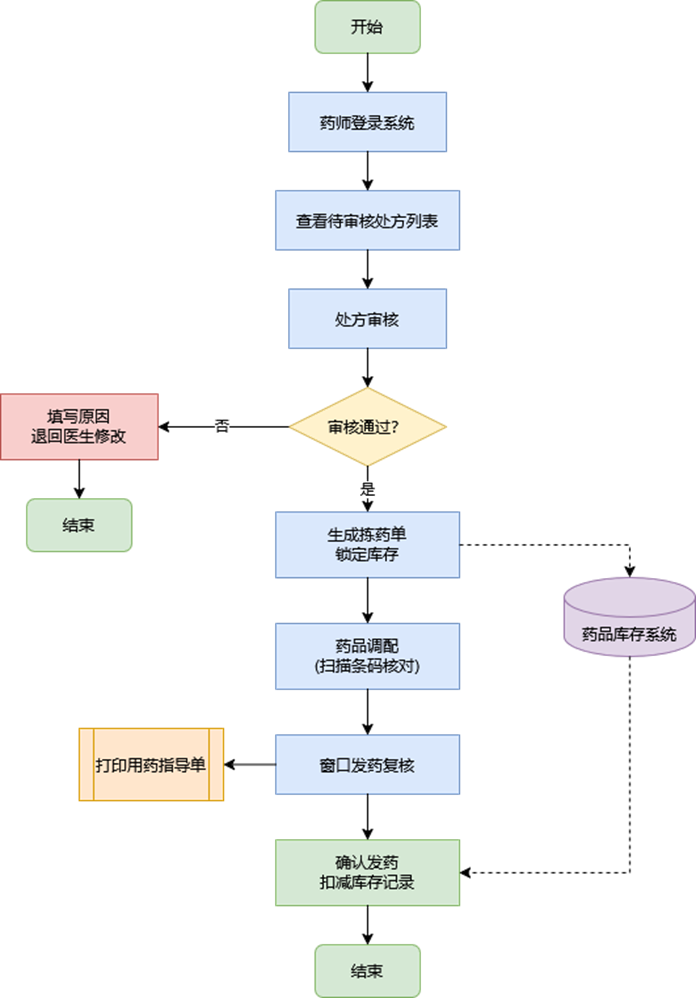 开始
药师登录系统
查看待审核处方列表
处方审核
审核通过？
否
填写原因
退回医生修改
结束
是
生成拣药单
锁定库存
药品库存系统
药品调配
(扫描条码核对)
打印用药指导单
窗口发药复核
确认发药
扣减库存记录
结束